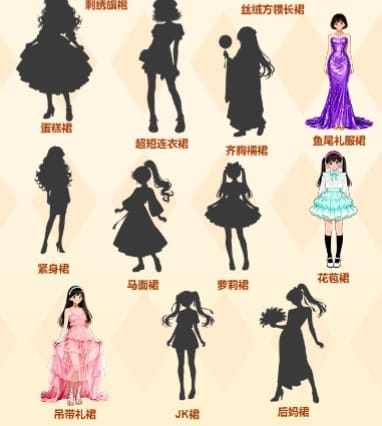 刺绣旗袍
丝绒方领长裙
蛋糕裙
超短连衣裙
齐胸襦裙
鱼尾礼服裙
紧身裙
马面裙
萝莉裙
花苞裙
吊带礼裙
JK裙
后妈裙